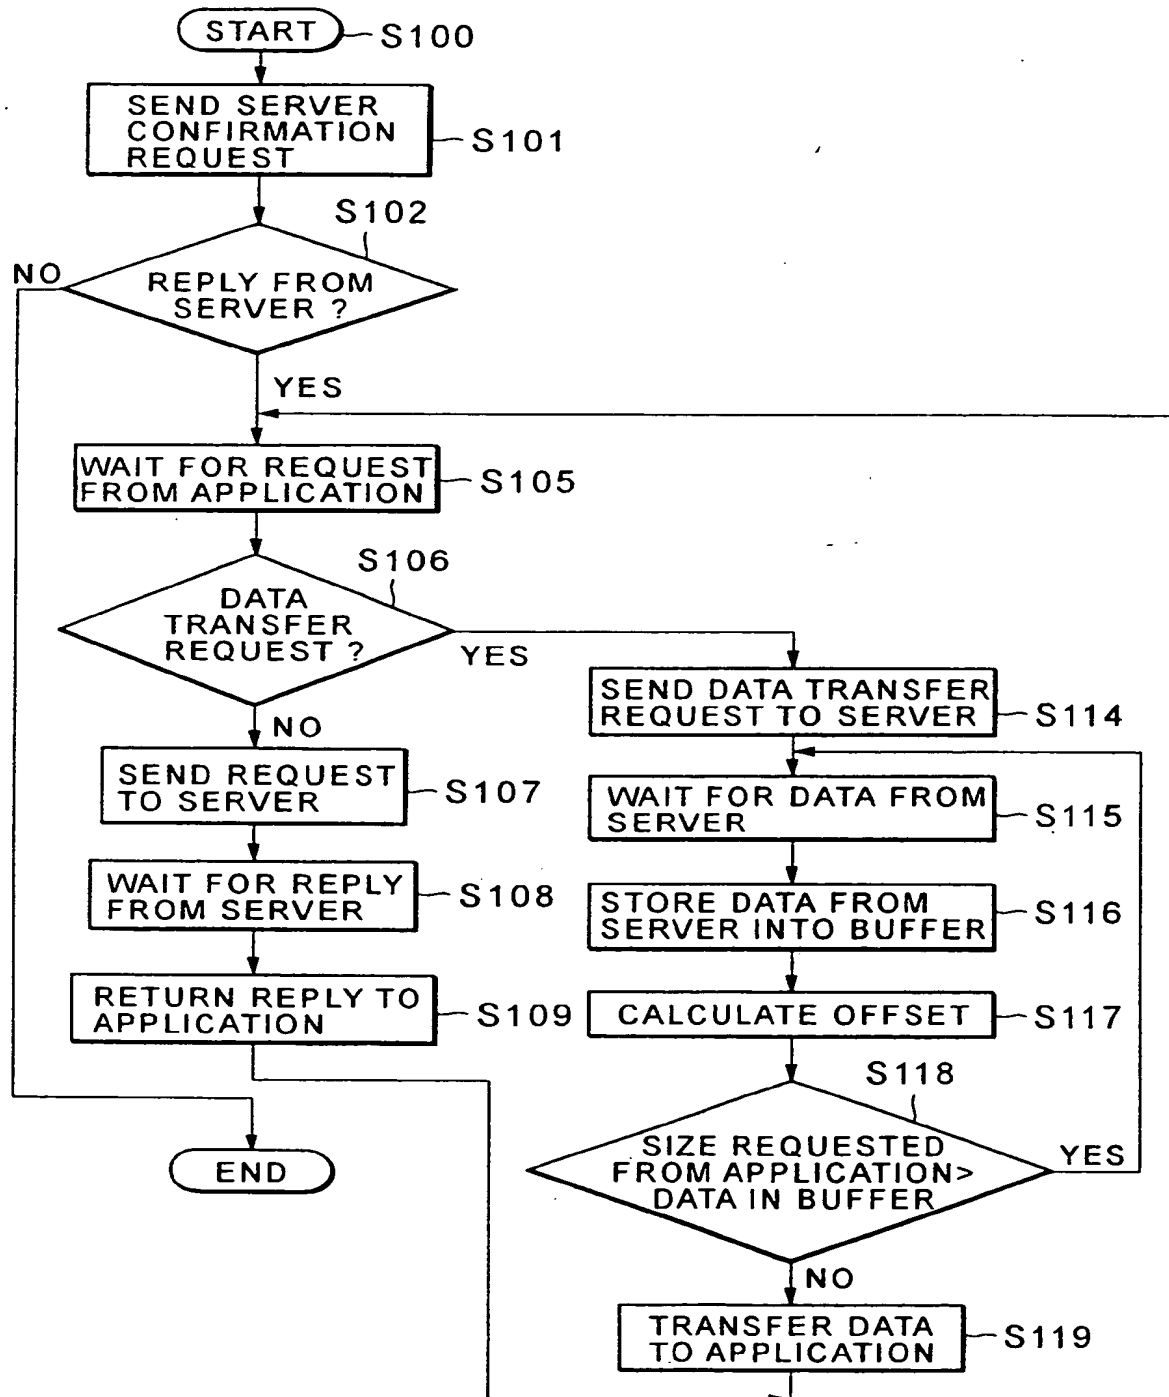 START
S100
SEND SERVER
CONFIRMATION
REQUEST
S101
S102
NO
REPLY FROM
SERVER ?
YES
WAIT FOR REQUEST
FROM APPLICATION
S105
S106
DATA
TRANSFER
REQUEST ?
YES
NO
SEND REQUEST
TO SERVER
S107
WAIT FOR REPLY
FROM SERVER
S108
RETURN REPLY TO
APPLICATION
S109
END
SEND DATA TRANSFER
REQUEST TO SERVER
S114
WAIT FOR DATA FROM
SERVER
S115
STORE DATA FROM
SERVER INTO BUFFER
S116
CALCULATE OFFSET
S117
S118
SIZE REQUESTED
FROM APPLICATION>
DATA IN BUFFER
YES
NO
TRANSFER DATA
TO APPLICATION
S119